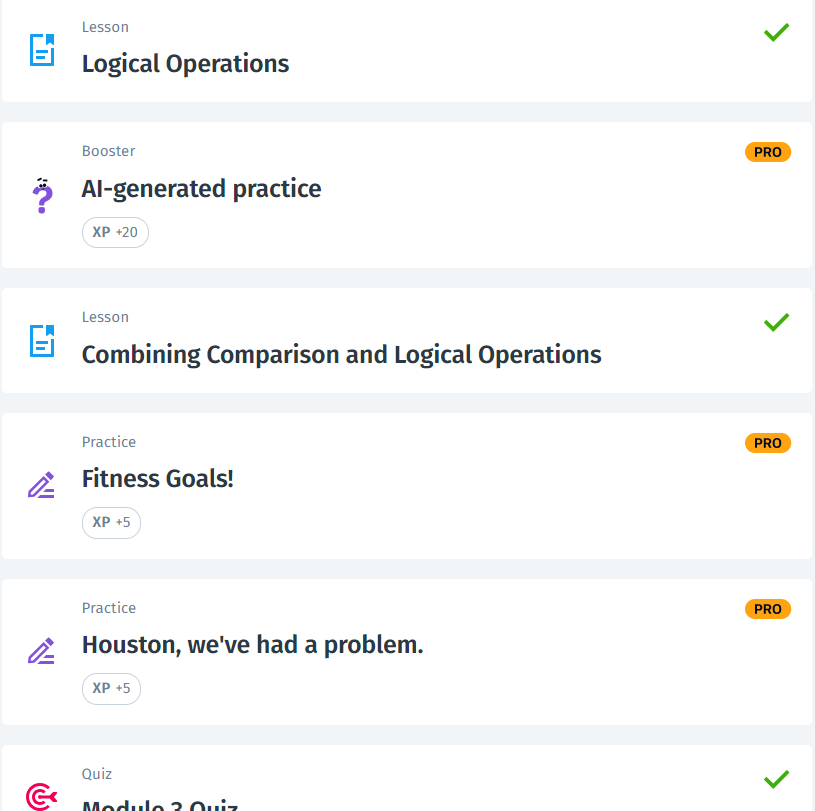 Lesson
Logical Operations
Booster
PRO
AI-generated practice
XP +20
Lesson
Combining Comparison and Logical Operations
Practice
PRO
Fitness Goals!
XP +5
Practice
PRO
Houston, we've had a problem.
XP +5
Quiz
Module 3 Quiz